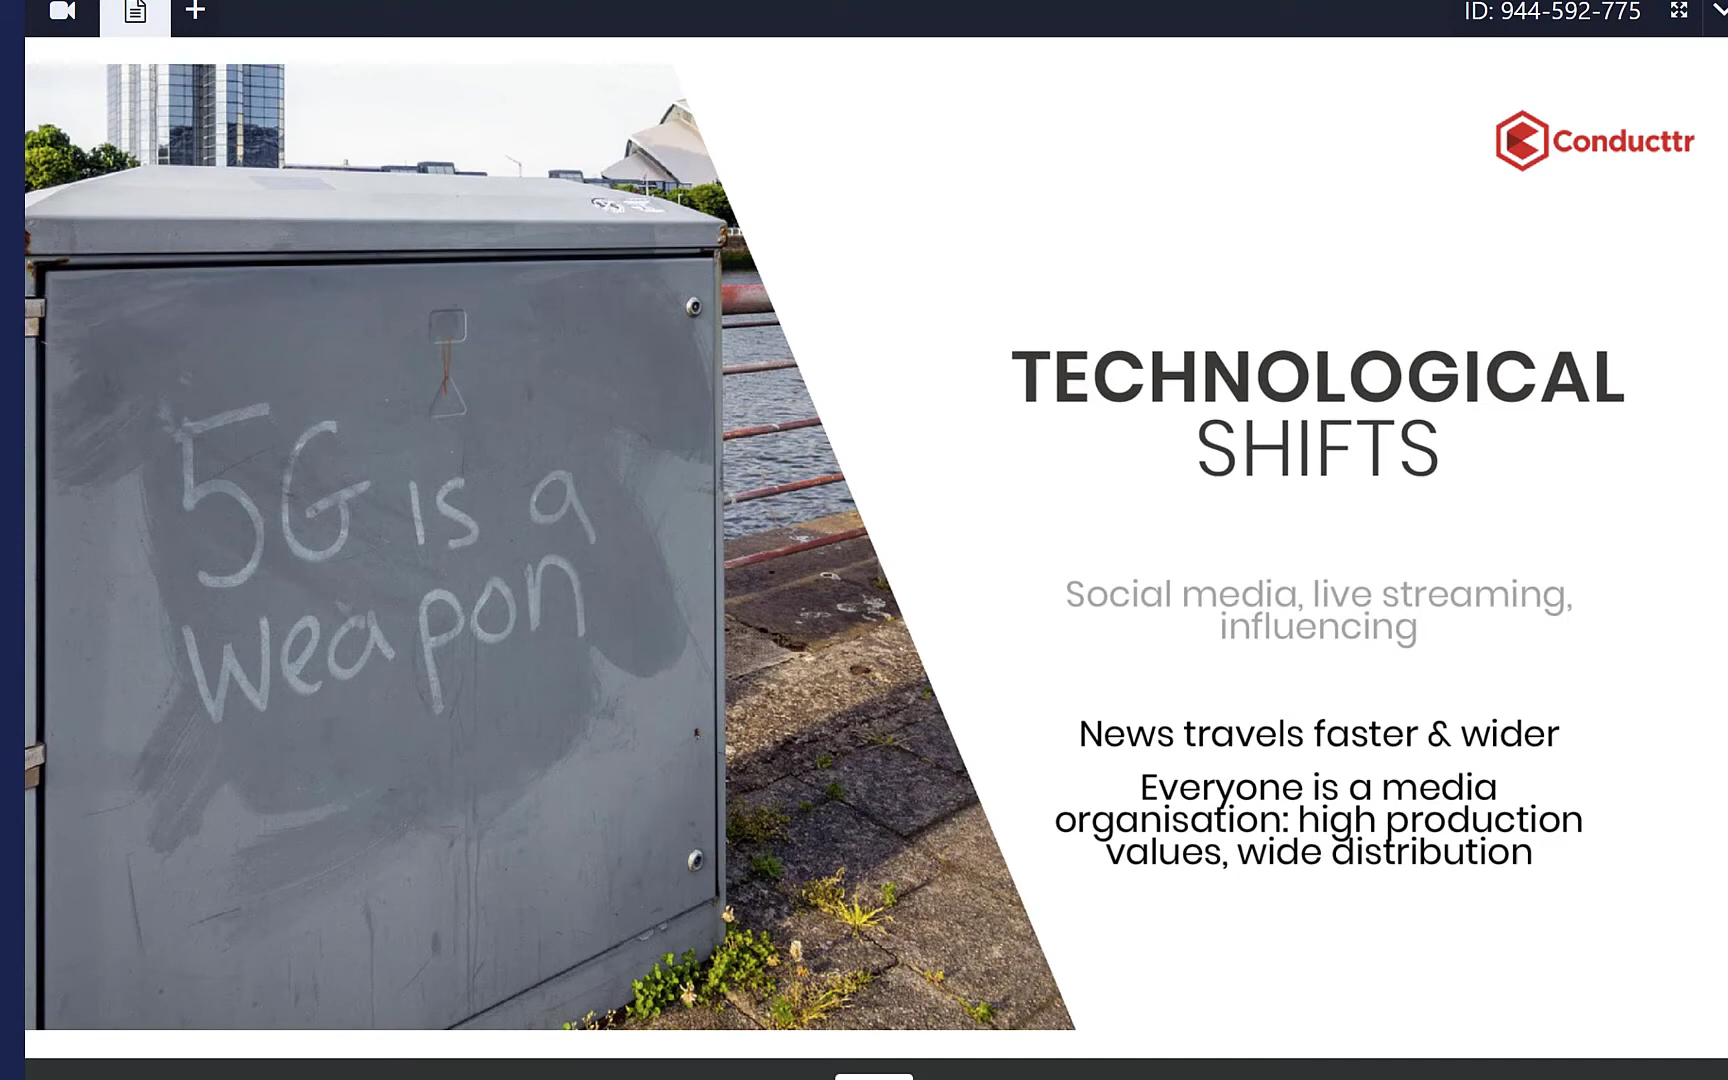 ID: 944-592-775
Conducttr
5G is a
weapon
TECHNOLOGICAL
SHIFTS
Social media, live streaming,
influencing
News travels faster & wider
Everyone is a media
organisation: high production
values, wide distribution